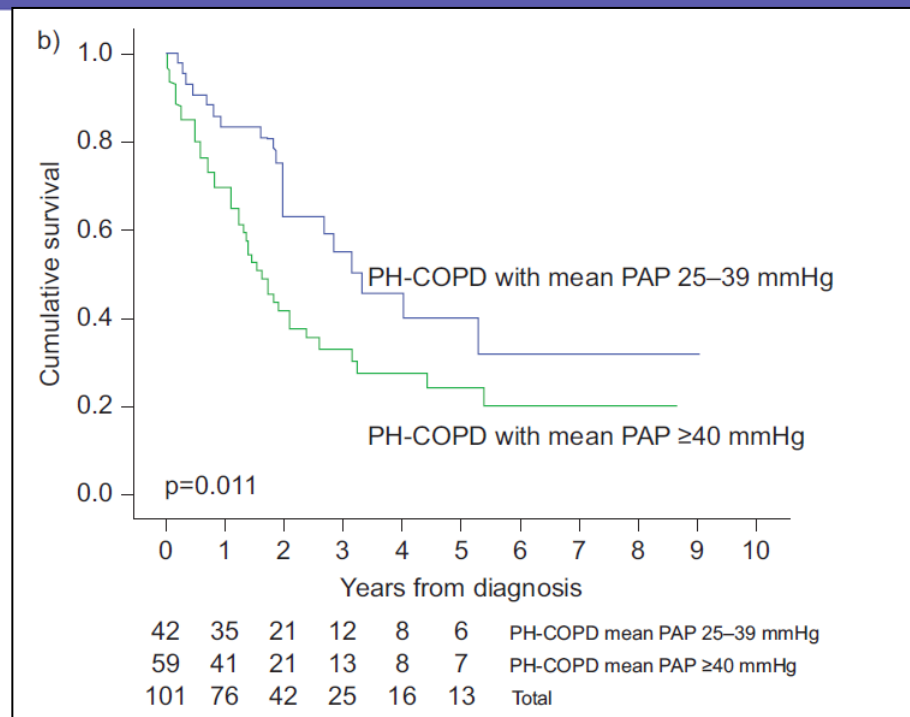 b)
1.0
0.8
0.6
0.4
0.2
0.0
Cumulative survival
PH-COPD with mean PAP 25–39 mmHg
PH-COPD with mean PAP ≥40 mmHg
p=0.011
0 1 2 3 4 5 6 7 8 9 10
Years from diagnosis
42 35 21 12 8 6 PH-COPD mean PAP 25–39 mmHg
59 41 21 13 8 7 PH-COPD mean PAP ≥40 mmHg
101 76 42 25 16 13 Total